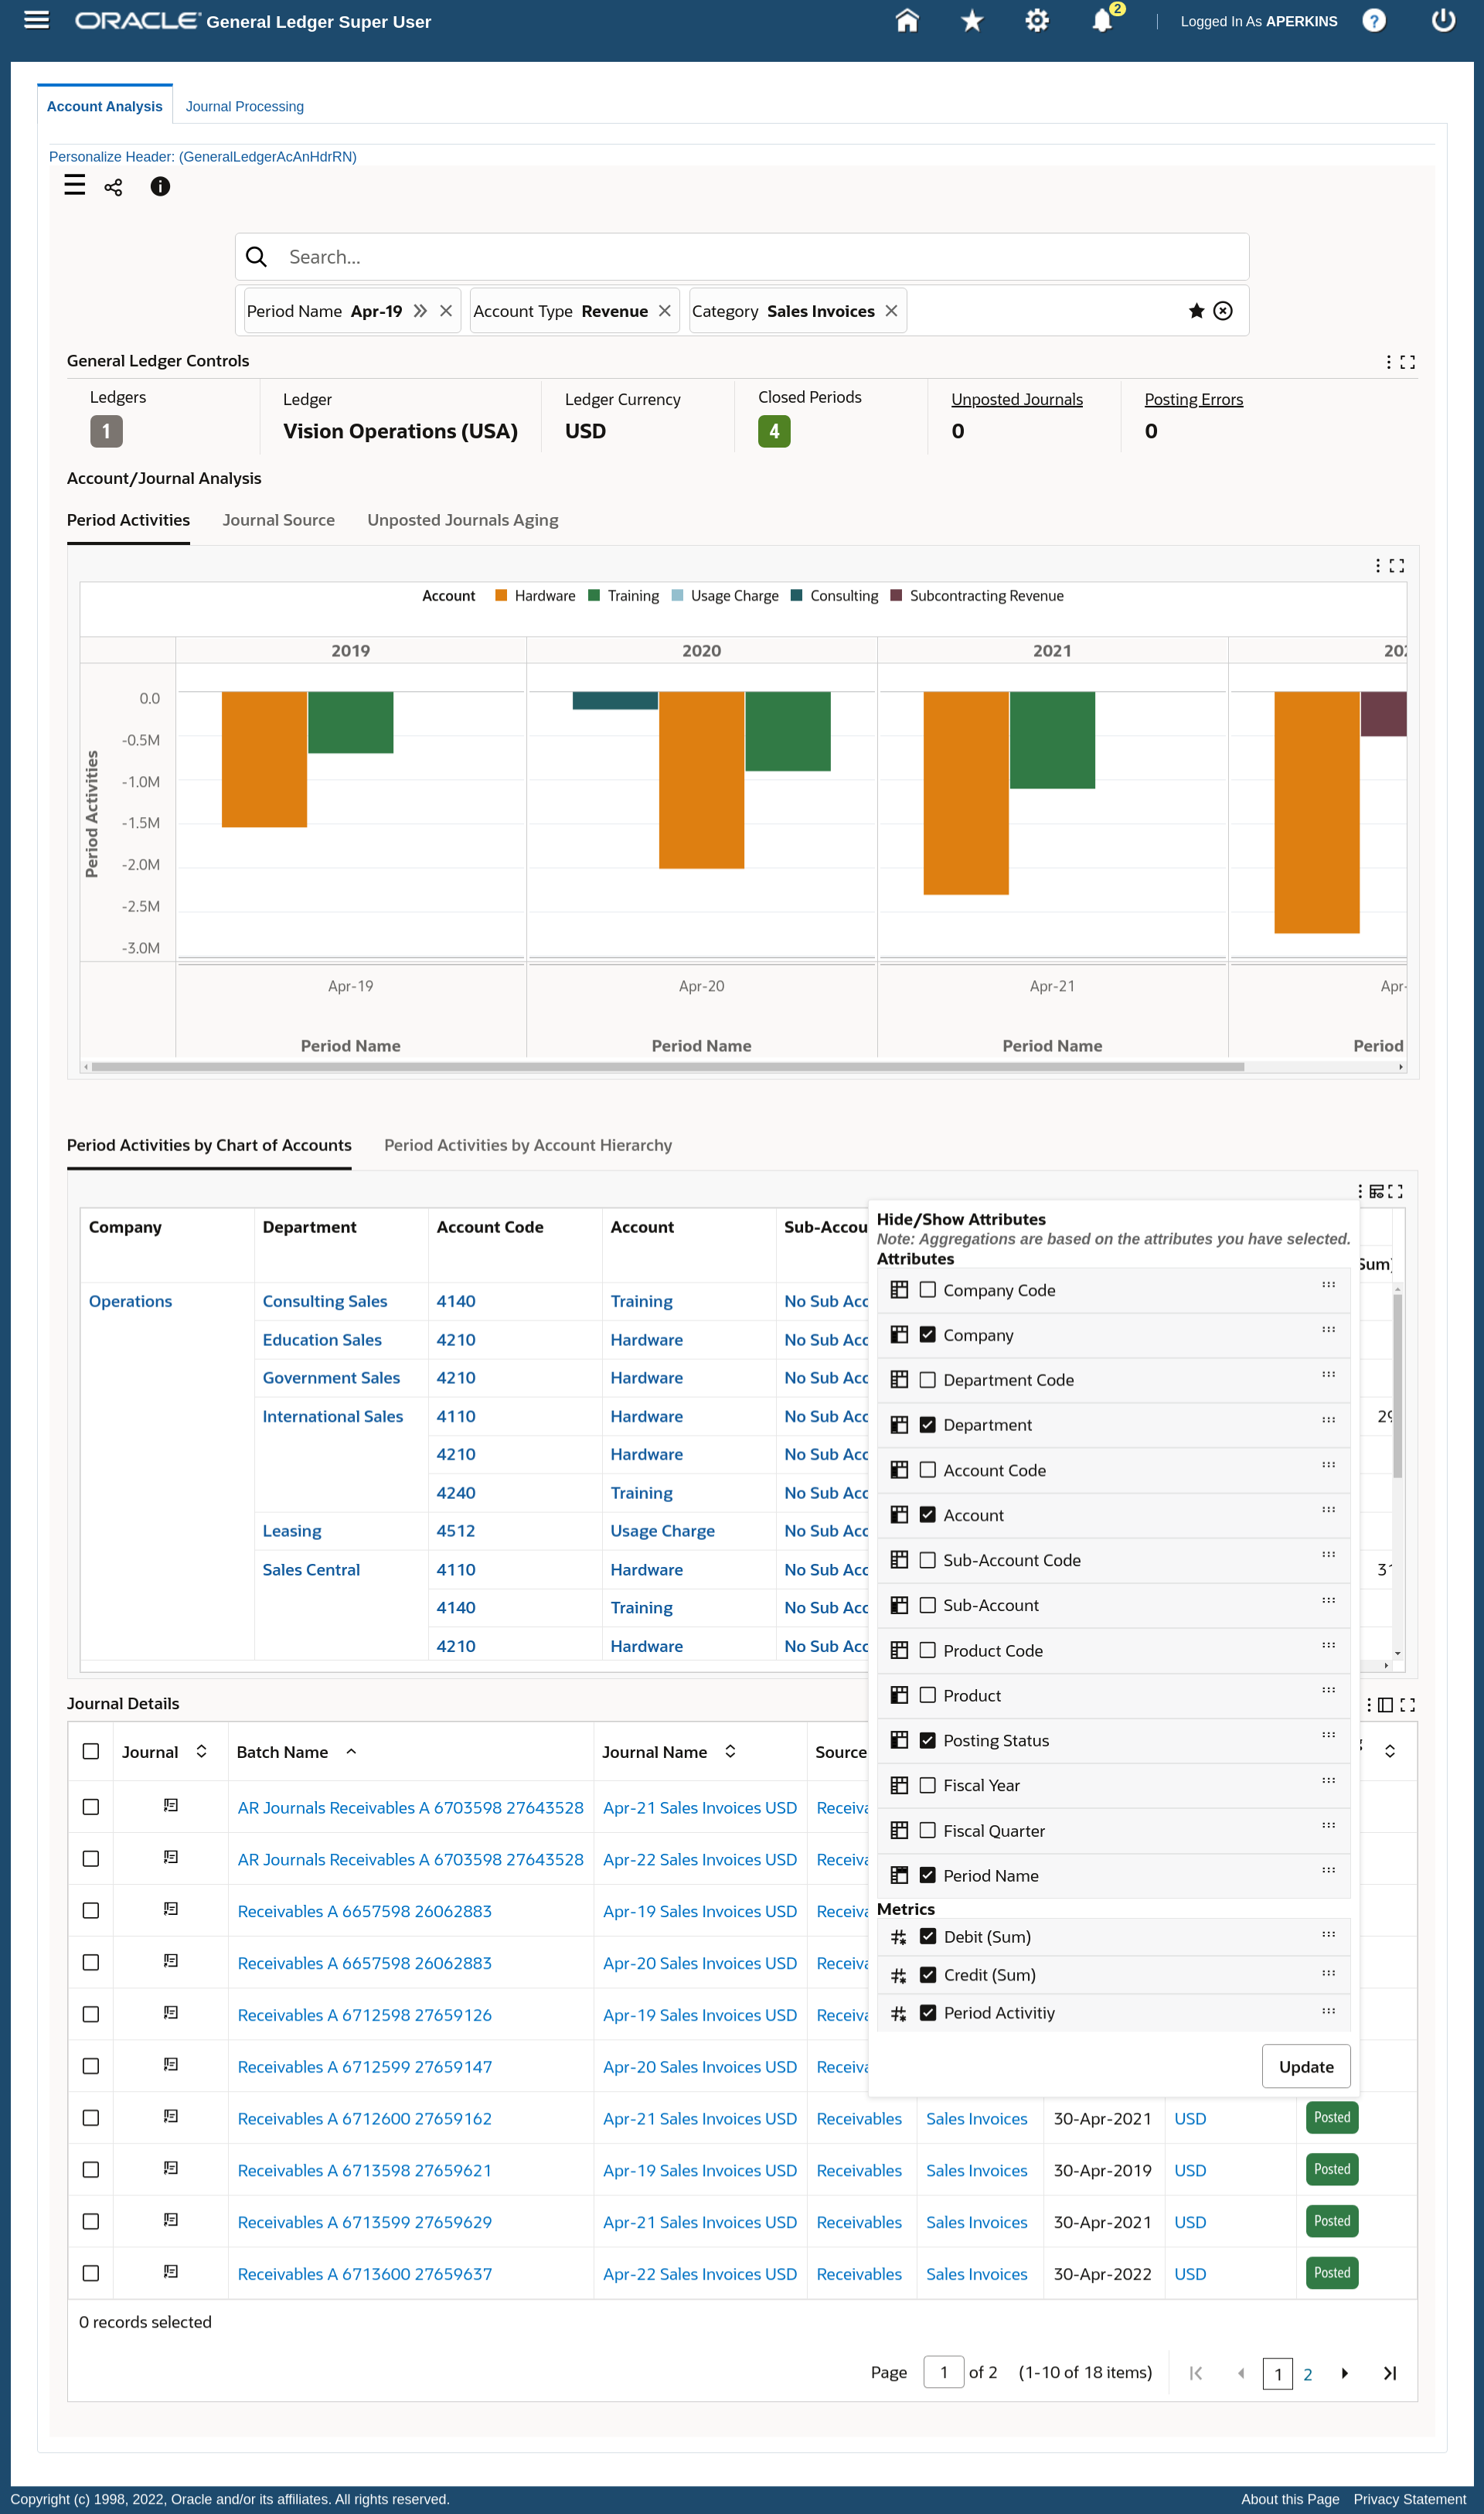 ORACLE General Ledger Super User 2 Logged In As APERKINS ?
Account Analysis Journal Processing
Personalize Header: (GeneralLedgerAcAnHdrRN)
Search...
Period Name Apr-19 Account Type Revenue Category Sales Invoices
General Ledger Controls
Ledgers Ledger Ledger Currency Closed Periods Unposted Journals Posting Errors
1 Vision Operations (USA) USD 4 0 0
Account/Journal Analysis
Period Activities Journal Source Unposted Journals Aging
Account Hardware Training Usage Charge Consulting Subcontracting Revenue
2019 2020 2021
0.0
-0.5M
-1.0M
-1.5M
-2.0M
-2.5M
-3.0M
Period Activities
Apr-19 Apr-20 Apr-21 Apr-
Period Name Period Name Period Name Period
Period Activities by Chart of Accounts Period Activities by Account Hierarchy
Company Department Account Code Account Sub-Accou
Sum)
Operations Consulting Sales 4140 Training No Sub Acc
Education Sales 4210 Hardware No Sub Acc
Government Sales 4210 Hardware No Sub Acc
International Sales 4110 Hardware No Sub Acc 29
4210 Hardware No Sub Acc
4240 Training No Sub Acc
Leasing 4512 Usage Charge No Sub Acc
Sales Central 4110 Hardware No Sub Acc 31
4140 Training No Sub Acc
4210 Hardware No Sub Acc
Hide/Show Attributes
Note: Aggregations are based on the attributes you have selected.
Attributes
Company Code
Company
Department Code
Department
Account Code
Account
Sub-Account Code
Sub-Account
Product Code
Product
Posting Status
Fiscal Year
Fiscal Quarter
Period Name
Metrics
Debit (Sum)
Credit (Sum)
Period Activitiy
Update
Journal Details
Journal Batch Name Journal Name Source
AR Journals Receivables A 6703598 27643528 Apr-21 Sales Invoices USD Receiva
AR Journals Receivables A 6703598 27643528 Apr-22 Sales Invoices USD Receiva
Receivables A 6657598 26062883 Apr-19 Sales Invoices USD Receiva
Receivables A 6657598 26062883 Apr-20 Sales Invoices USD Receiva
Receivables A 6712598 27659126 Apr-19 Sales Invoices USD Receiva
Receivables A 6712599 27659147 Apr-20 Sales Invoices USD Receiva
Receivables A 6712600 27659162 Apr-21 Sales Invoices USD Receivables Sales Invoices 30-Apr-2021 USD Posted
Receivables A 6713598 27659621 Apr-19 Sales Invoices USD Receivables Sales Invoices 30-Apr-2019 USD Posted
Receivables A 6713599 27659629 Apr-21 Sales Invoices USD Receivables Sales Invoices 30-Apr-2021 USD Posted
Receivables A 6713600 27659637 Apr-22 Sales Invoices USD Receivables Sales Invoices 30-Apr-2022 USD Posted
0 records selected
Page 1 of 2 (1-10 of 18 items) 1 2
Copyright (c) 1998, 2022, Oracle and/or its affiliates. All rights reserved. About this Page Privacy Statement